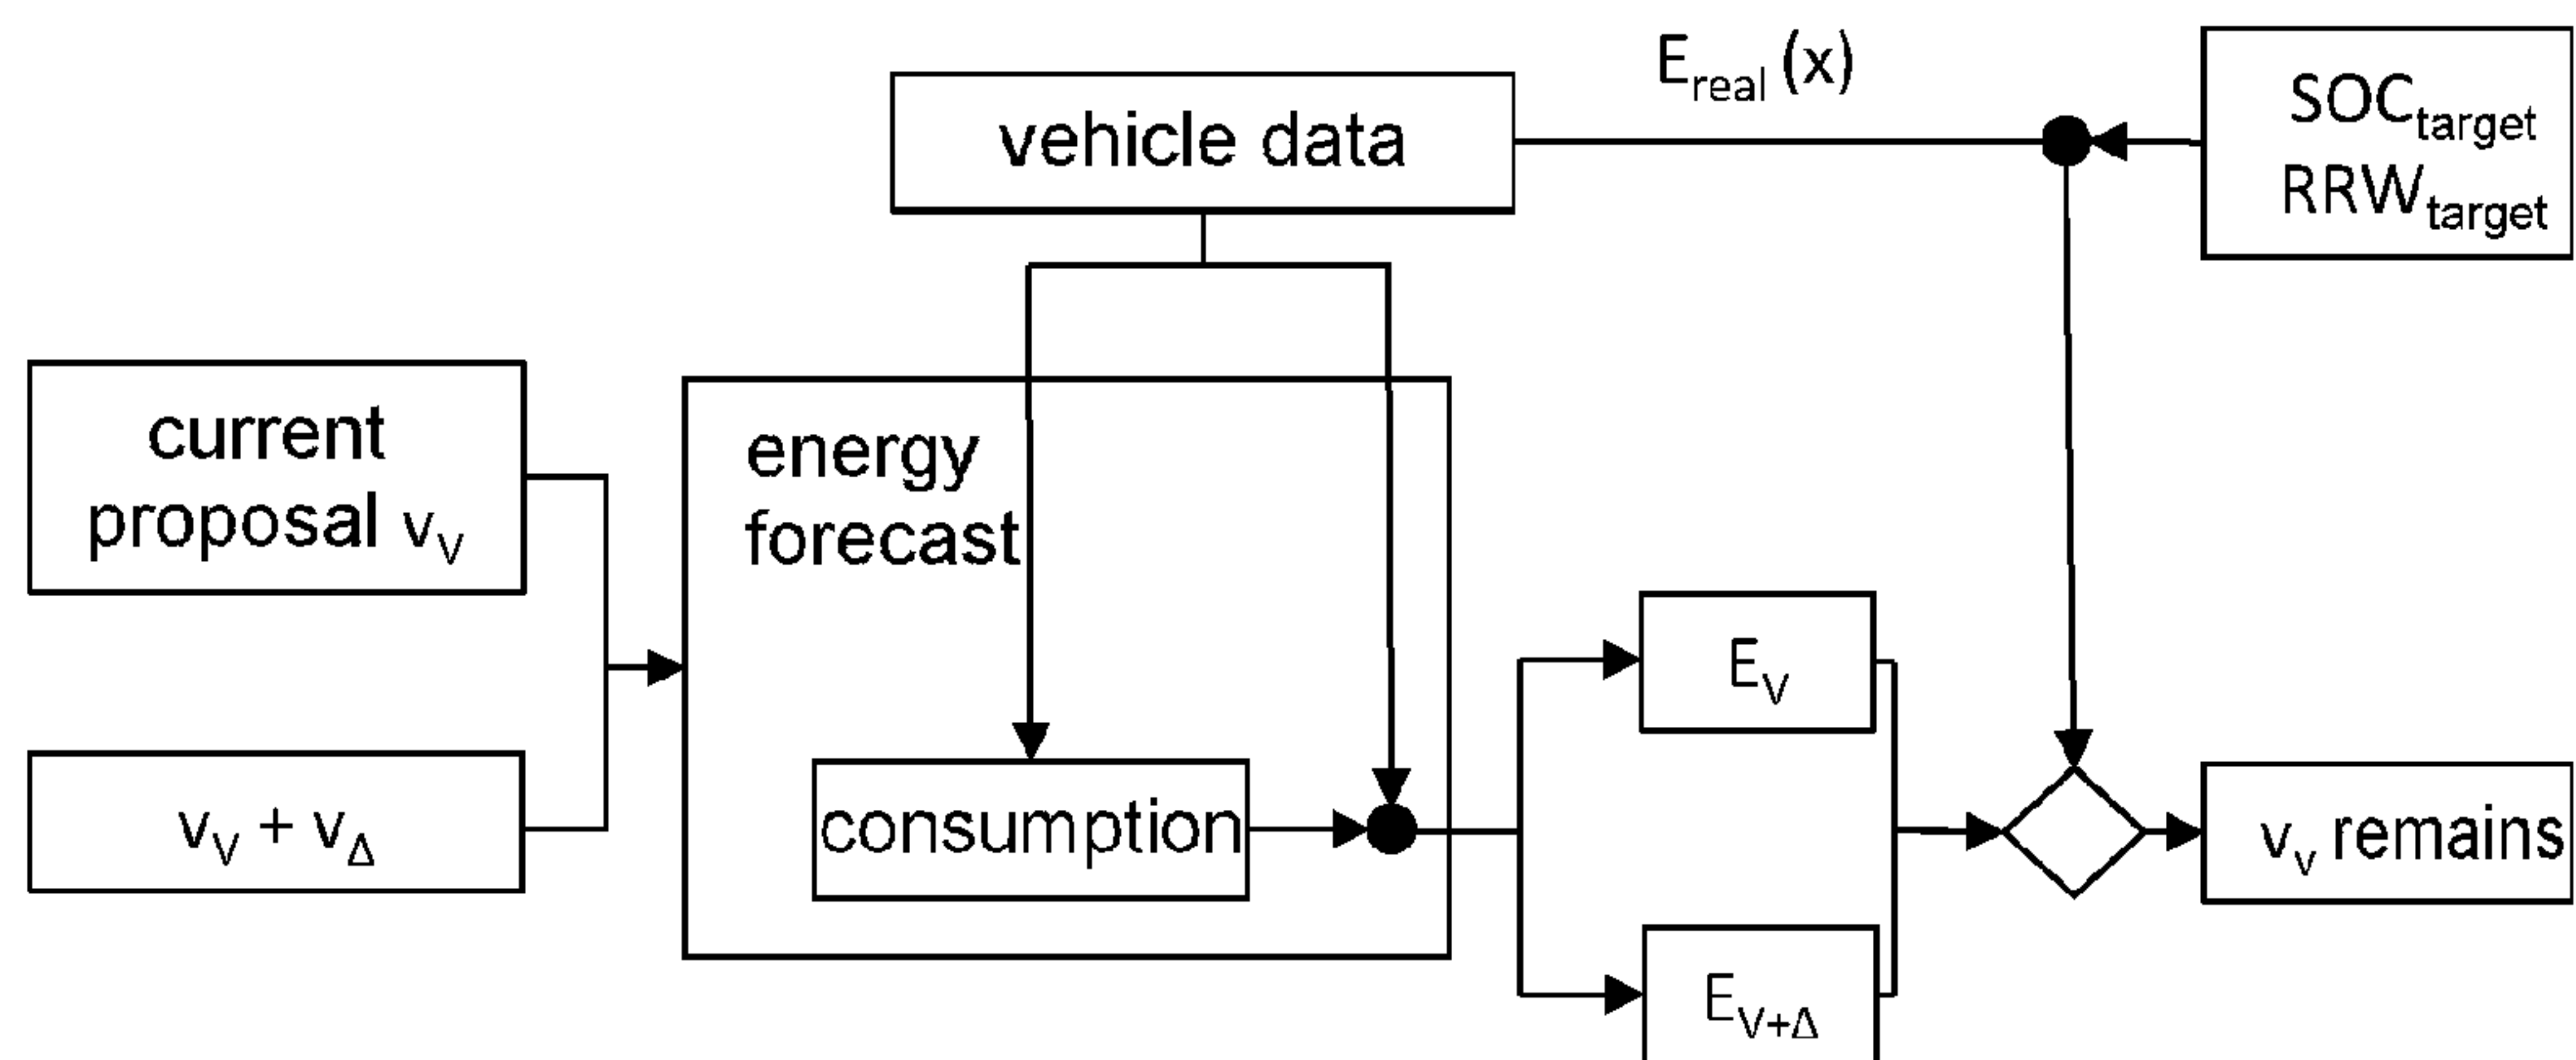 E_real (x)
vehicle data
SOC_target
RRW_target
current
proposal v_V
energy
forecast
v_V + v_Δ
consumption
E_V
E_V+Δ
v_v remains